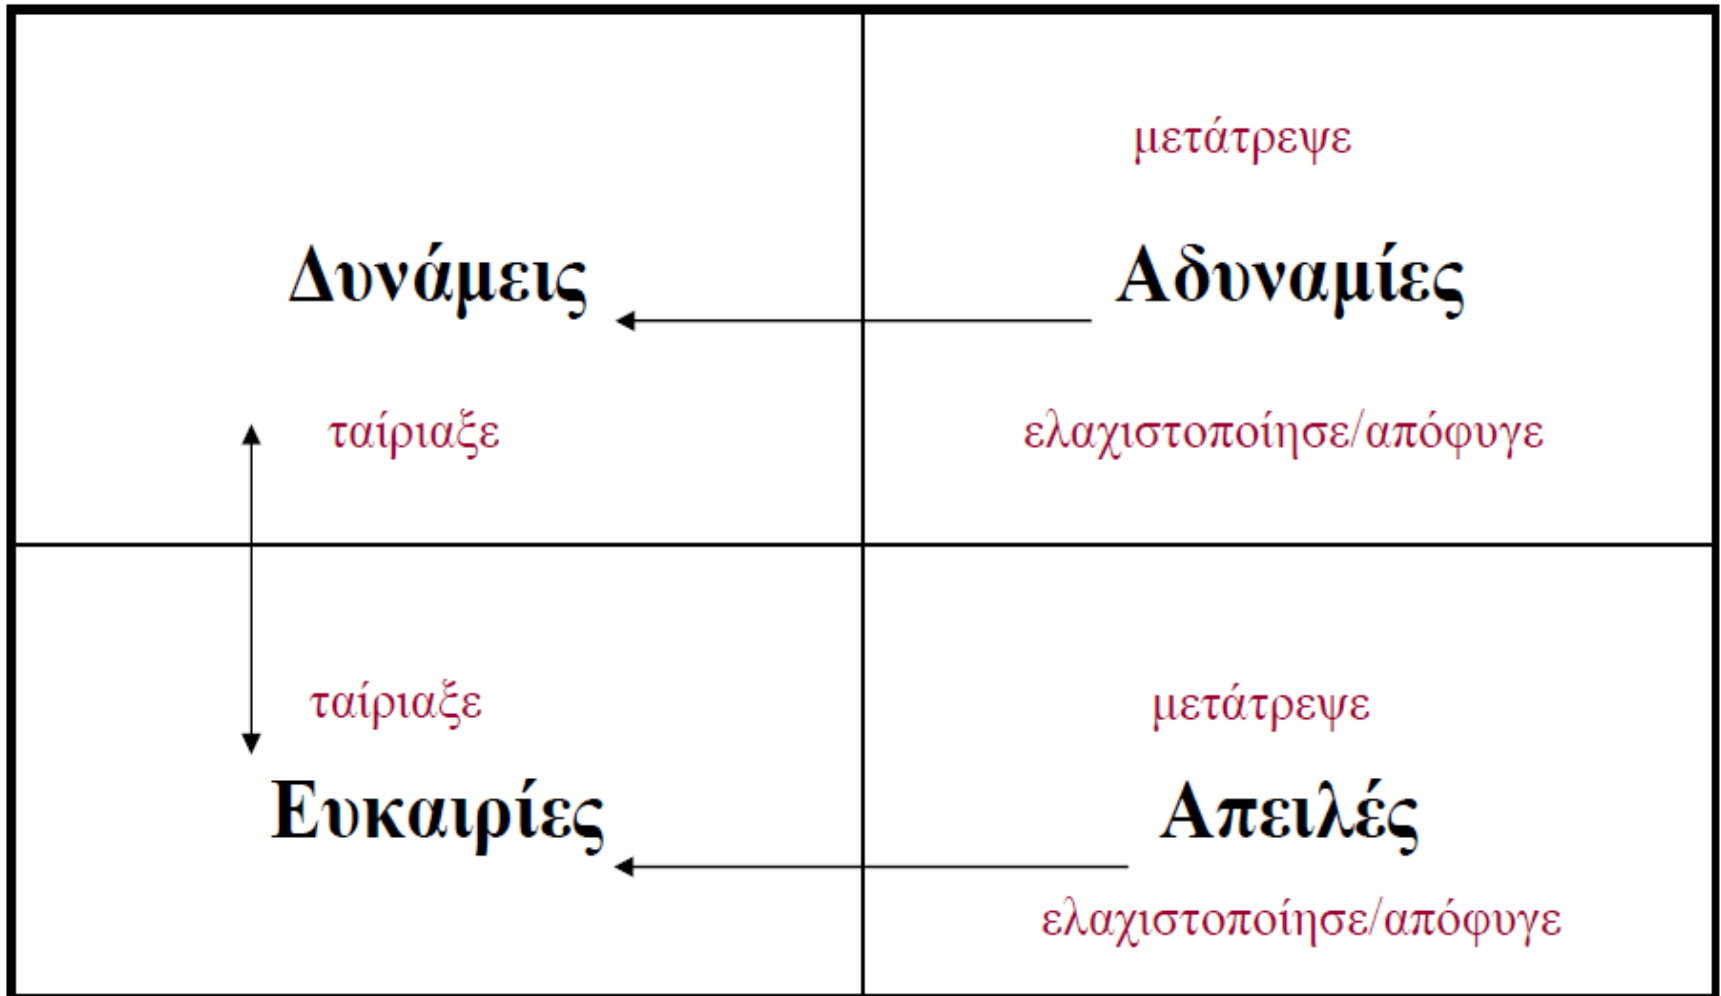 μετάτρεψε
Δυνάμεις
Αδυναμίες
ταίριαξε
ελαχιστοποίησε/απόφυγε
ταίριαξε
μετάτρεψε
Ευκαιρίες
Απειλές
ελαχιστοποίησε/απόφυγε